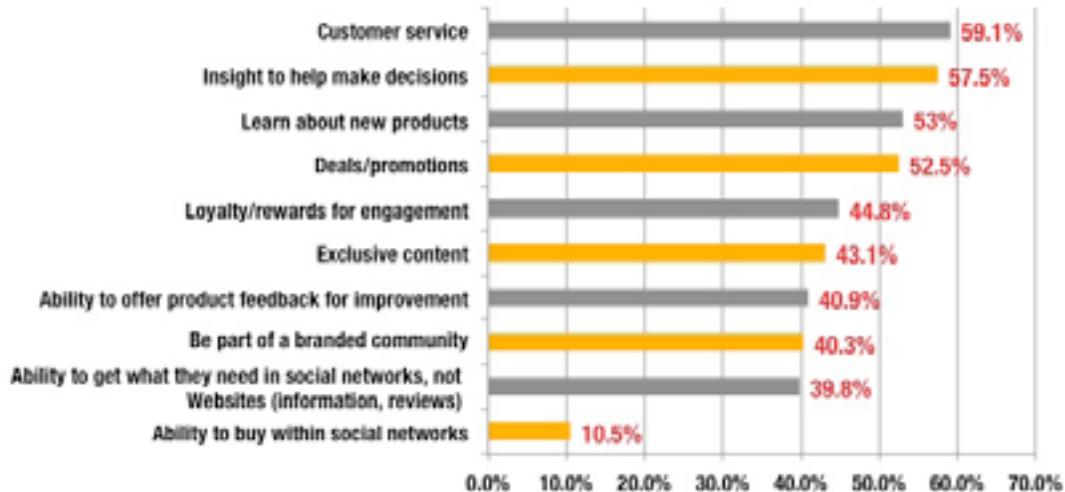 Customer service 59.1%
Insight to help make decisions 57.5%
Learn about new products 53%
Deals/promotions 52.5%
Loyalty/rewards for engagement 44.8%
Exclusive content 43.1%
Ability to offer product feedback for improvement 40.9%
Be part of a branded community 40.3%
Ability to get what they need in social networks, not
Websites (information, reviews) 39.8%
Ability to buy within social networks 10.5%
0.0% 10.0% 20.0% 30.0% 40.0% 50.0% 60.0% 70.0%